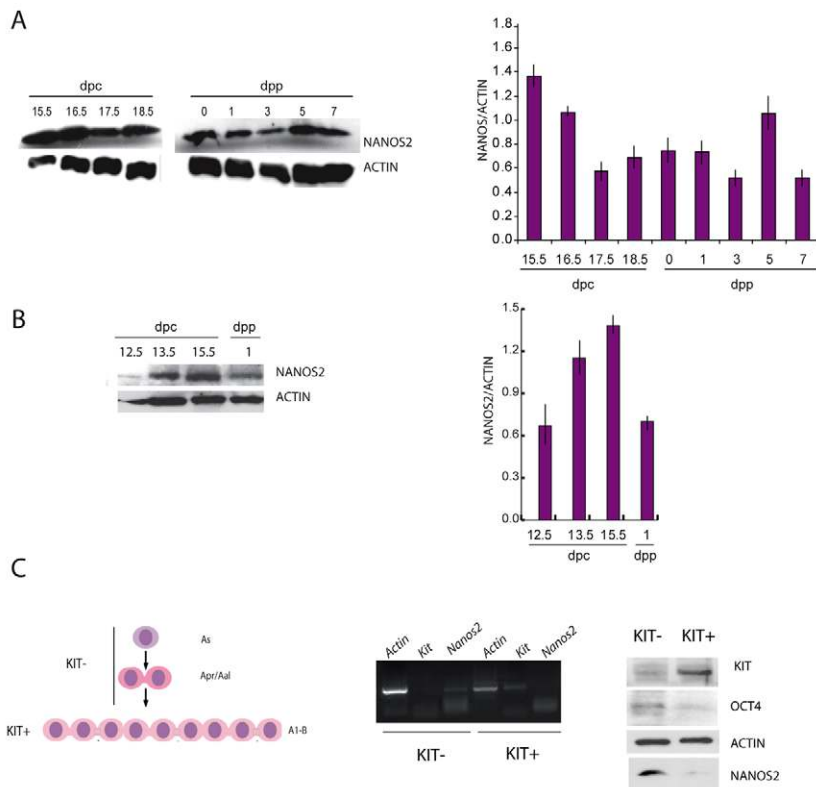 A
dpc
15.5 16.5 17.5 18.5
dpp
0 1 3 5 7
NANOS2
ACTIN
NANOS/ACTIN
1.8
1.6
1.4
1.2
1.0
0.8
0.6
0.4
0.2
0.0
15.5 16.5 17.5 18.5 0 1 3 5 7
dpc dpp
B
dpc dpp
12.5 13.5 15.5 1
NANOS2
ACTIN
NANOS2/ACTIN
1.5
1.2
0.9
0.6
0.3
0.0
12.5 13.5 15.5 1
dpc dpp
C
KIT-
As
Apr/Aal
KIT+
A1-B
Actin Kit Nanos2 Actin Kit Nanos2
KIT- KIT+
KIT- KIT+
KIT
OCT4
ACTIN
NANOS2